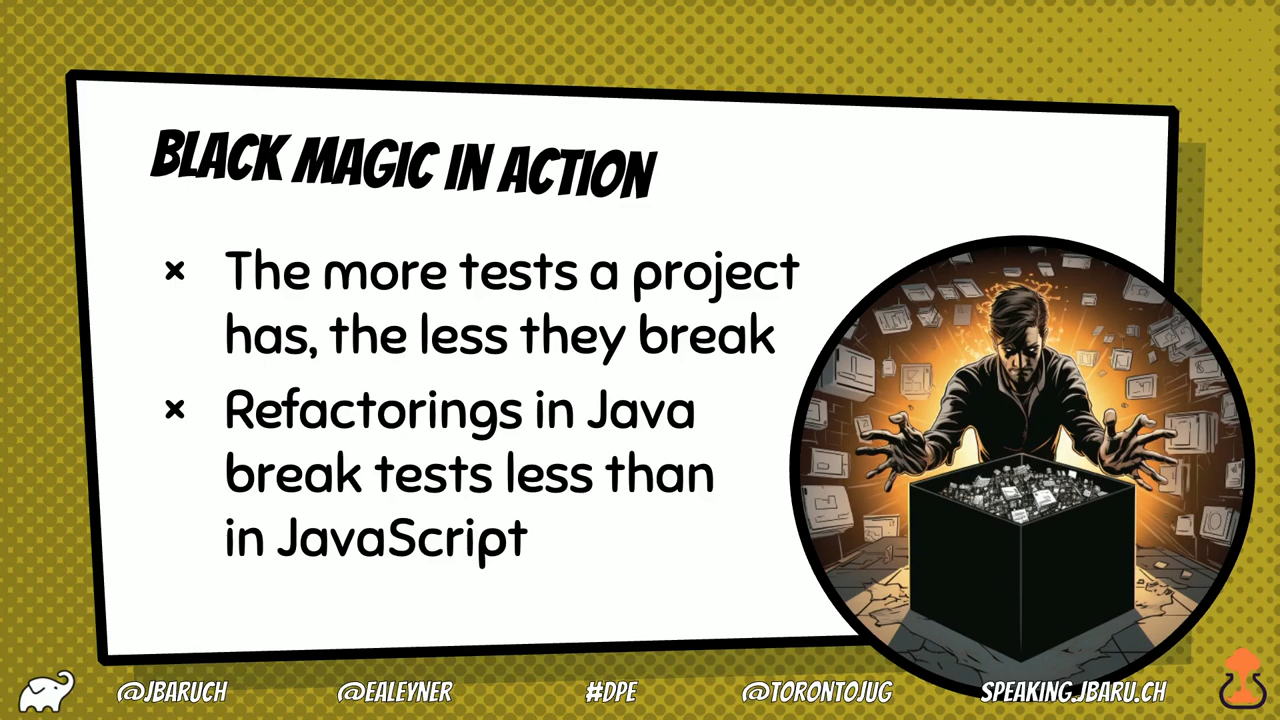 BLACK MAGIC IN ACTION
× The more tests a project
has, the less they break
× Refactorings in Java
break tests less than
in JavaScript
@JBARUCH @EALEYNER #DPE @TORONTOJUG SPEAKING.JBARU.CH